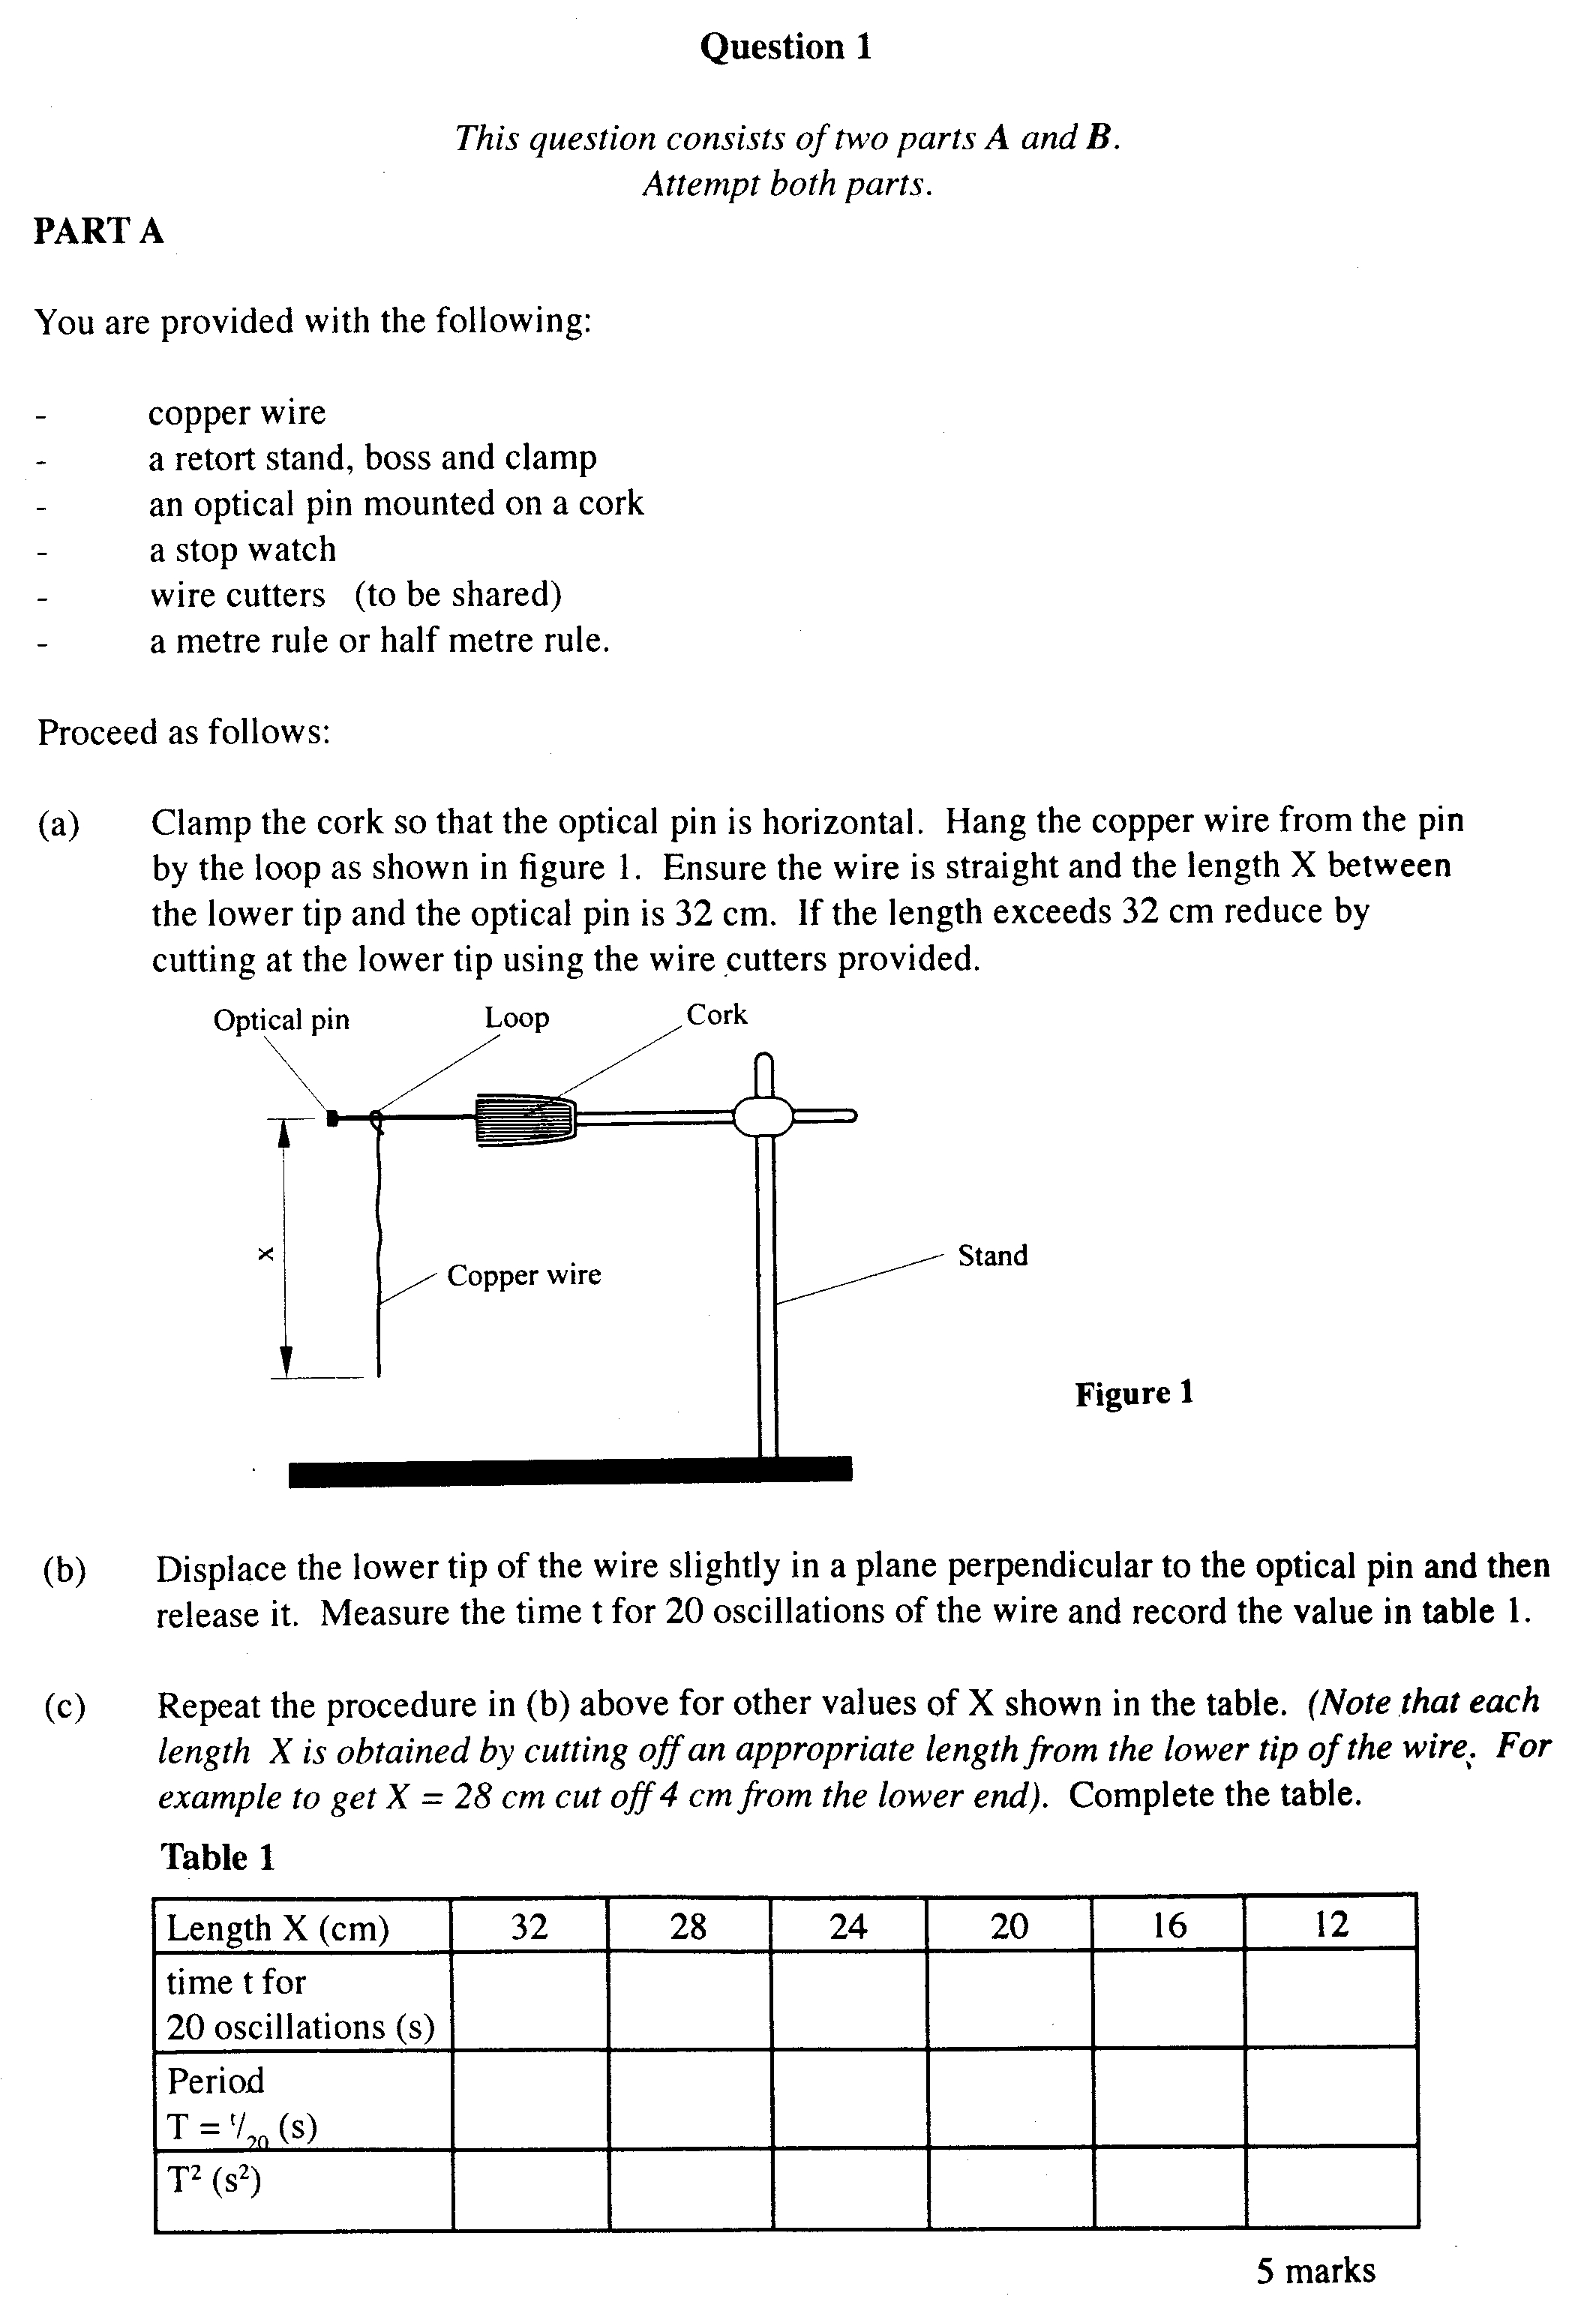 Question 1
This question consists of two parts A and B.
Attempt both parts.
PART A
You are provided with the following:
- copper wire
- a retort stand, boss and clamp
- an optical pin mounted on a cork
- a stop watch
- wire cutters (to be shared)
- a metre rule or half metre rule.
Proceed as follows:
(a) Clamp the cork so that the optical pin is horizontal. Hang the copper wire from the pin
by the loop as shown in figure 1. Ensure the wire is straight and the length X between
the lower tip and the optical pin is 32 cm. If the length exceeds 32 cm reduce by
cutting at the lower tip using the wire cutters provided.
Optical pin Loop Cork
x
Copper wire
Stand
Figure 1
(b) Displace the lower tip of the wire slightly in a plane perpendicular to the optical pin and then
release it. Measure the time t for 20 oscillations of the wire and record the value in table 1.
(c) Repeat the procedure in (b) above for other values of X shown in the table. (Note that each
length X is obtained by cutting off an appropriate length from the lower tip of the wire. For
example to get X = 28 cm cut off 4 cm from the lower end). Complete the table.
Table 1
Length X (cm) 32 28 24 20 16 12
time t for
20 oscillations (s)
Period
T = t/20 (s)
T² (s²)
5 marks